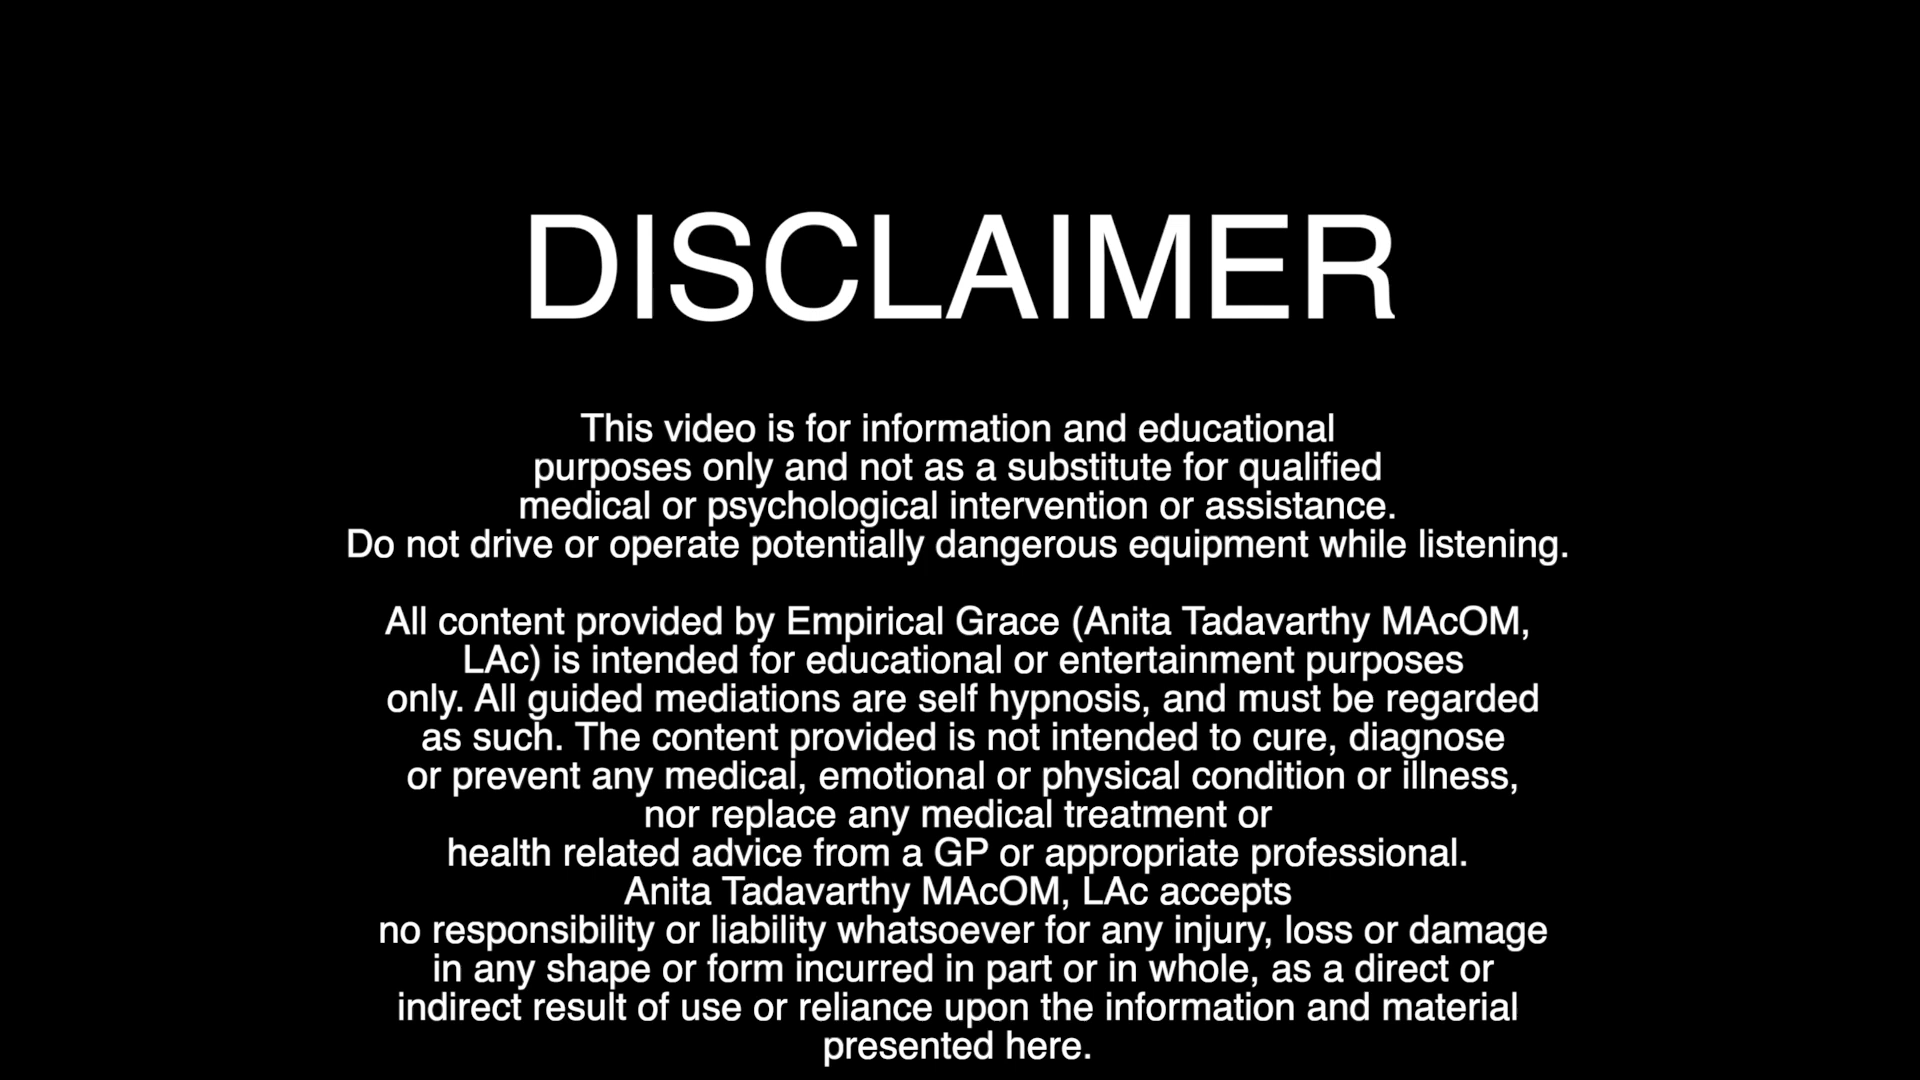 DISCLAIMER
This video is for information and educational
purposes only and not as a substitute for qualified
medical or psychological intervention or assistance.
Do not drive or operate potentially dangerous equipment while listening.
All content provided by Empirical Grace (Anita Tadavarthy MAcOM,
LAc) is intended for educational or entertainment purposes
only. All guided mediations are self hypnosis, and must be regarded
as such. The content provided is not intended to cure, diagnose
or prevent any medical, emotional or physical condition or illness,
nor replace any medical treatment or
health related advice from a GP or appropriate professional.
Anita Tadavarthy MAcOM, LAc accepts
no responsibility or liability whatsoever for any injury, loss or damage
in any shape or form incurred in part or in whole, as a direct or
indirect result of use or reliance upon the information and material
presented here.